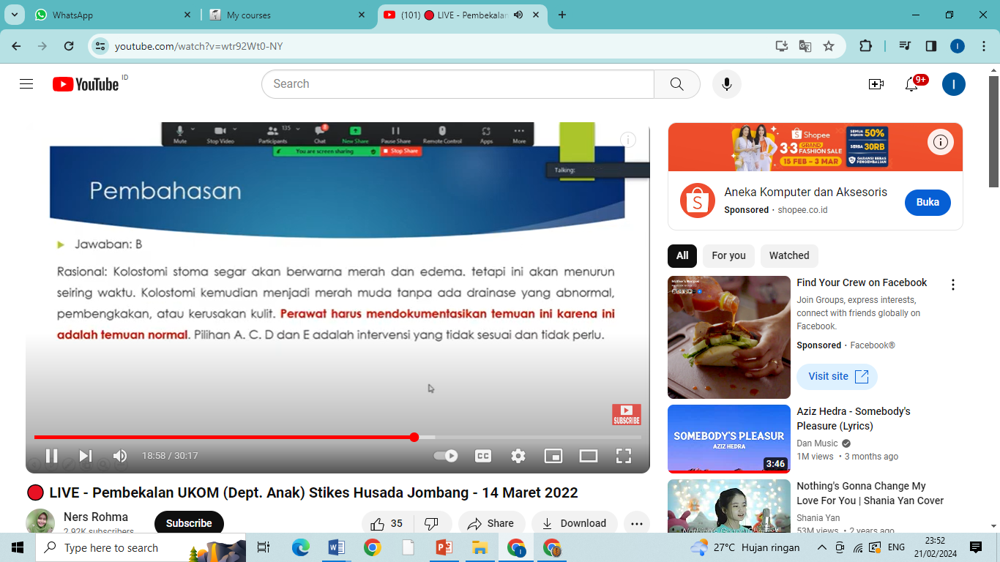 WhatsApp
My courses
(101) 🔴 LIVE - Pembekalan
youtube.com/watch?v=wtr92Wt0-NY
YouTube ID
Search
9+
I
Mute
Stop Video
Participants
135
Chat
8
New Share
Pause Share
Remote Control
Apps
More
You are screen sharing
Stop Share
Talking:
Pembahasan
Jawaban: B
Rasional: Kolostomi stoma segar akan berwarna merah dan edema. tetapi ini akan menurun
seiring waktu. Kolostomi kemudian menjadi merah muda tanpa ada drainase yang abnormal,
pembengkakan, atau kerusakan kulit. Perawat harus mendokumentasikan temuan ini karena ini
adalah temuan normal. Pilihan A. C. D dan E adalah intervensi yang tidak sesuai dan tidak perlu.
SUBSCRIBE
18:58 / 30:17
CC
🔴 LIVE - Pembekalan UKOM (Dept. Anak) Stikes Husada Jombang - 14 Maret 2022
Ners Rohma
2.92K subscribers
Subscribe
35
Share
Download
Shopee
3.3 GRAND FASHION SALE
15 FEB - 3 MAR
SEMUA DISKON 50%
SERBA 30RB
GARANSI BEBAS PENGEMBALIAN
Aneka Komputer dan Aksesoris
Sponsored · shopee.co.id
Buka
All
For you
Watched
Mother's Recipes
Find Your Crew on Facebook
Join Groups, express interests,
connect with friends globally on
Facebook.
Sponsored · Facebook®
Visit site
SOMEBODY'S PLEASUR
AZIZ HEDRA
3:46
Aziz Hedra - Somebody's
Pleasure (Lyrics)
Dan Music
1M views · 3 months ago
Nothing's Gonna Change My
Nothing's Gonna Change My
Love For You | Shania Yan Cover
Shania Yan
53M views · 2 years ago
Type here to search
27°C Hujan ringan
ENG
23:52
21/02/2024